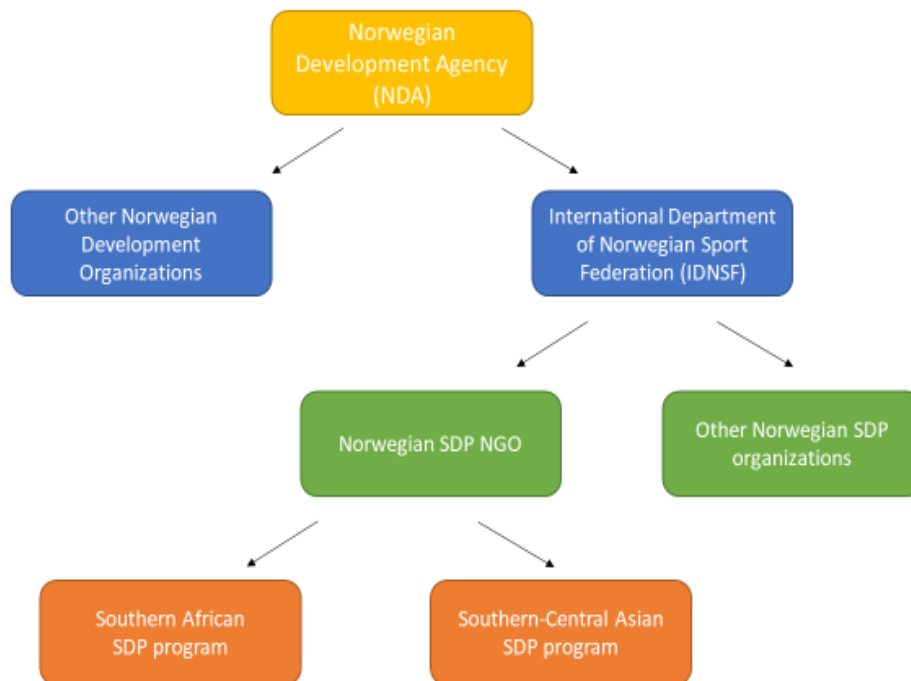 Norwegian
Development Agency
(NDA)
Other Norwegian
Development
Organizations
International Department
of Norwegian Sport
Federation (IDNSF)
Norwegian SDP NGO
Other Norwegian SDP
organizations
Southern African
SDP program
Southern-Central Asian
SDP program